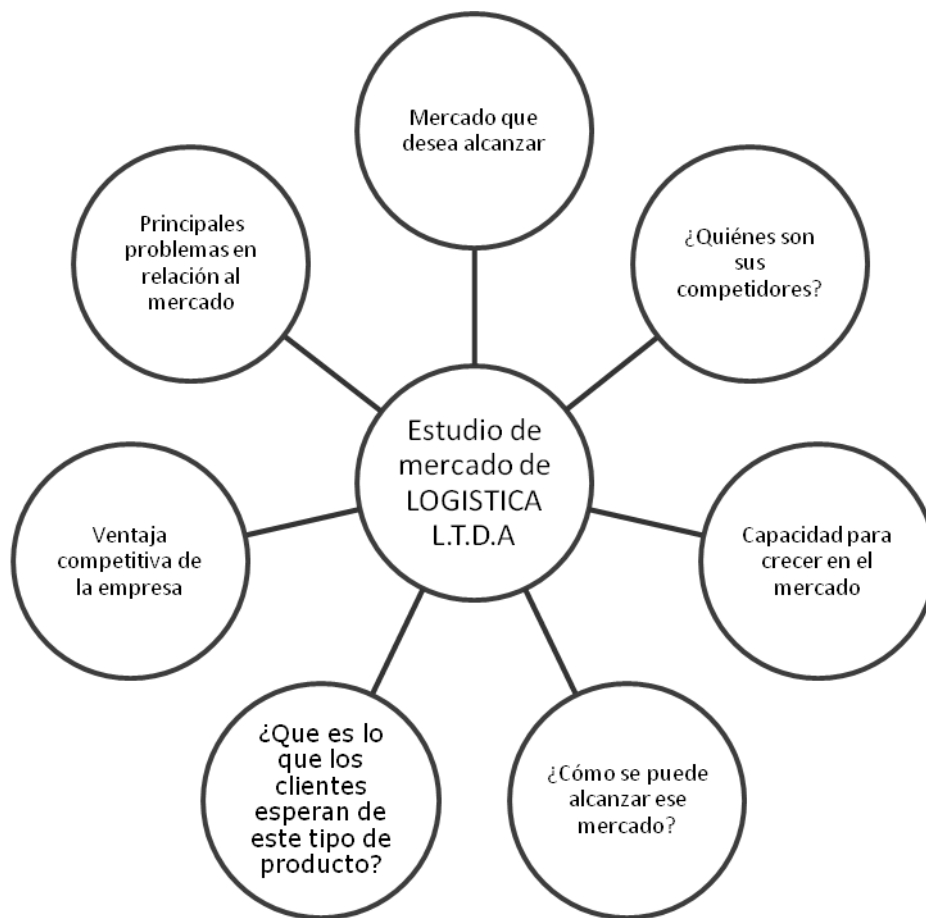 Mercado que
desea alcanzar
¿Quiénes son
sus
competidores?
Capacidad para
crecer en el
mercado
¿Cómo se puede
alcanzar ese
mercado?
¿Que es lo
que los
clientes
esperan de
este tipo de
producto?
Ventaja
competitiva de
la empresa
Principales
problemas en
relación al
mercado
Estudio de
mercado de
LOGISTICA
L.T.D.A